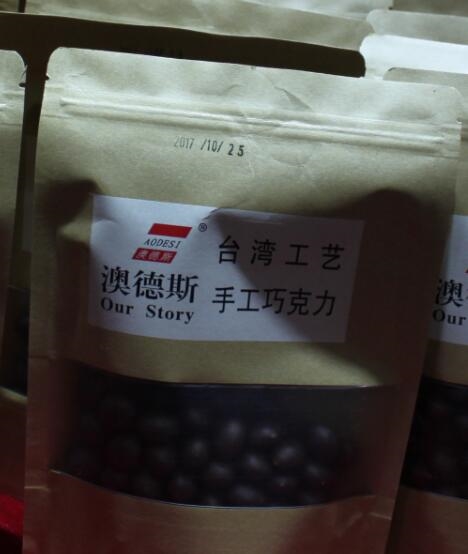 2017 /10/ 25
AODESI
®
澳德斯
澳德斯
Our Story
台湾工艺
手工巧克力
澳
Our